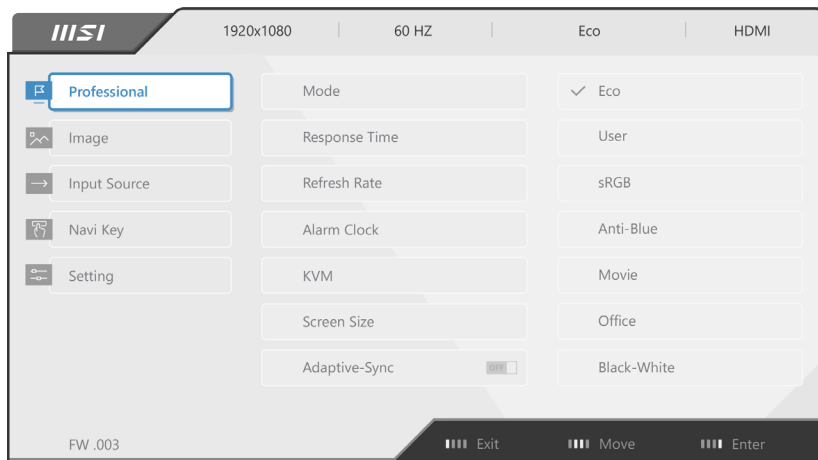 msi
1920x1080 60 HZ Eco HDMI
Professional
Image
Input Source
Navi Key
Setting
Mode
Response Time
Refresh Rate
Alarm Clock
KVM
Screen Size
Adaptive-Sync OFF
Eco
User
sRGB
Anti-Blue
Movie
Office
Black-White
FW .003
Exit Move Enter